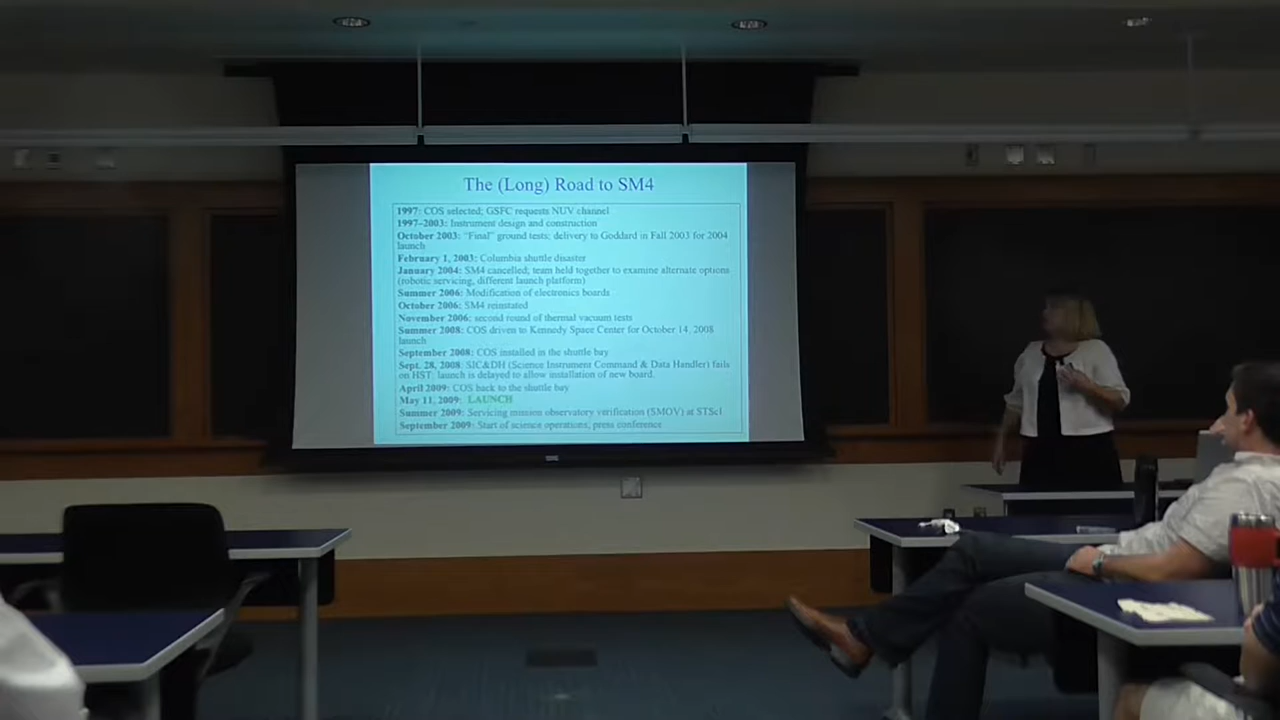 The (Long) Road to SM4
1997: COS selected; GSFC requests NUV channel
1997-2003: Instrument design and construction
October 2003: "Final" ground tests; delivery to Goddard in Fall 2003 for 2004
launch
February 1, 2003: Columbia shuttle disaster
January 2004: SM4 cancelled; team held together to examine alternate options
(robotic servicing, different launch platform)
Summer 2006: Modification of electronics boards
October 2006: SM4 reinstated
November 2006: second round of thermal vacuum tests
Summer 2008: COS driven to Kennedy Space Center for October 14, 2008
launch
September 2008: COS installed in the shuttle bay
Sept. 28, 2008: SIC&DH (Science Instrument Command & Data Handler) fails
on HST; launch is delayed to allow installation of new board.
April 2009: COS back to the shuttle bay
May 11, 2009: LAUNCH
Summer 2009: Servicing mission observatory verification (SMOV) at STScI
September 2009: Start of science operations, press conference